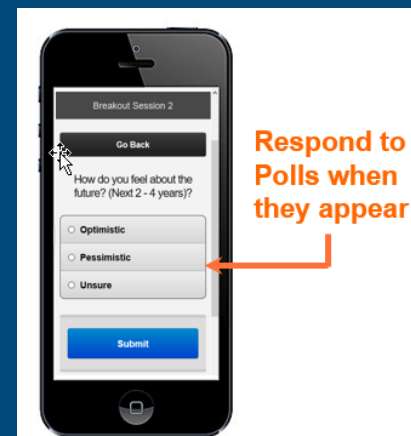 Breakout Session 2
Go Back
How do you feel about the
future? (Next 2 - 4 years)?
Optimistic
Pessimistic
Unsure
Submit
Respond to
Polls when
they appear